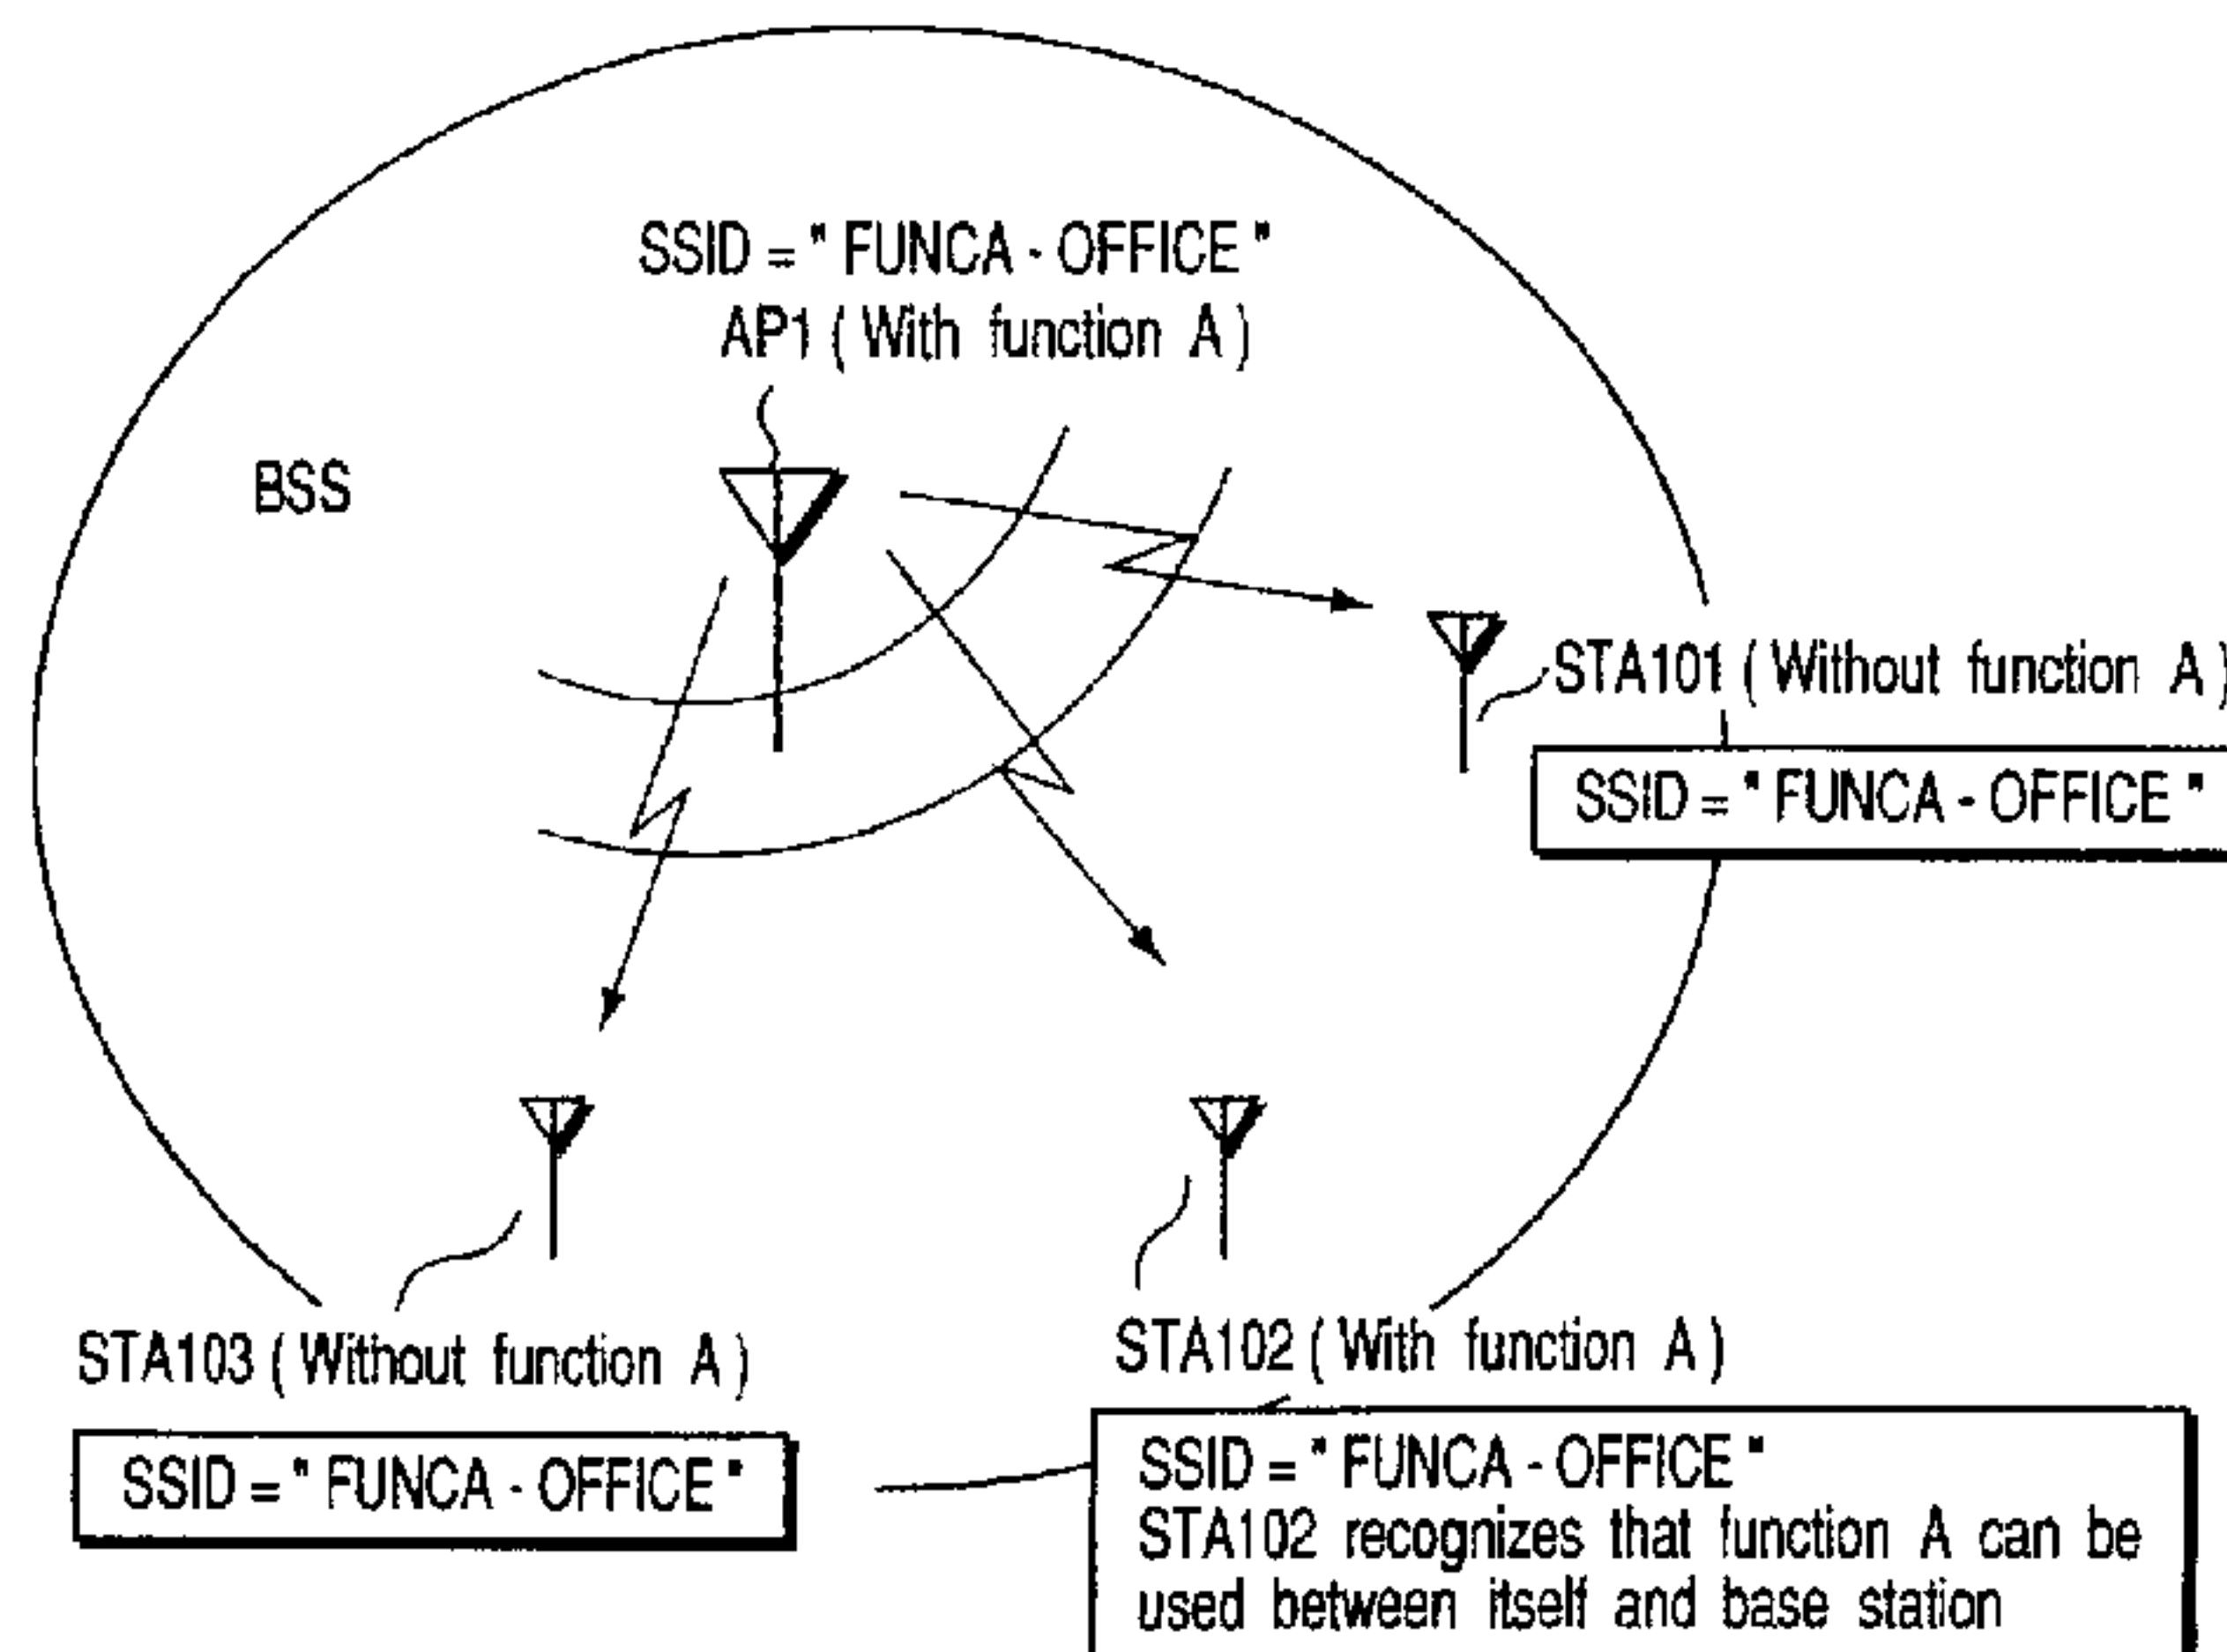 SSID = " FUNCA - OFFICE "
AP1 ( With function A )
BSS
STA101 ( Without function A )
SSID = " FUNCA - OFFICE "
STA103 ( Without function A )
SSID = " FUNCA - OFFICE "
STA102 ( With function A )
SSID = " FUNCA - OFFICE "
STA102 recognizes that function A can be
used between itself and base station